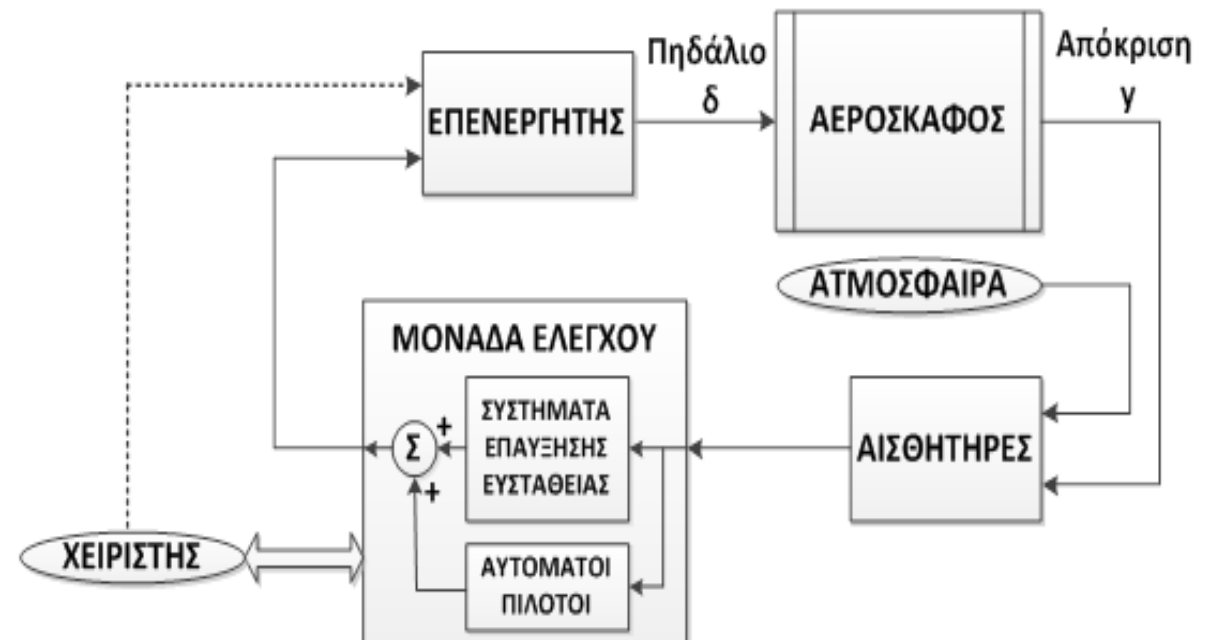 Πηδάλιο
δ
Απόκριση
y
ΕΠΕΝΕΡΓΗΤΗΣ
ΑΕΡΟΣΚΑΦΟΣ
ΑΤΜΟΣΦΑΙΡΑ
ΜΟΝΑΔΑ ΕΛΕΓΧΟΥ
ΣΥΣΤΗΜΑΤΑ
ΕΠΑΥΞΗΣΗΣ
ΕΥΣΤΑΘΕΙΑΣ
Σ
+
+
ΑΙΣΘΗΤΗΡΕΣ
ΧΕΙΡΙΣΤΗΣ
ΑΥΤΟΜΑΤΟΙ
ΠΙΛΟΤΟΙ